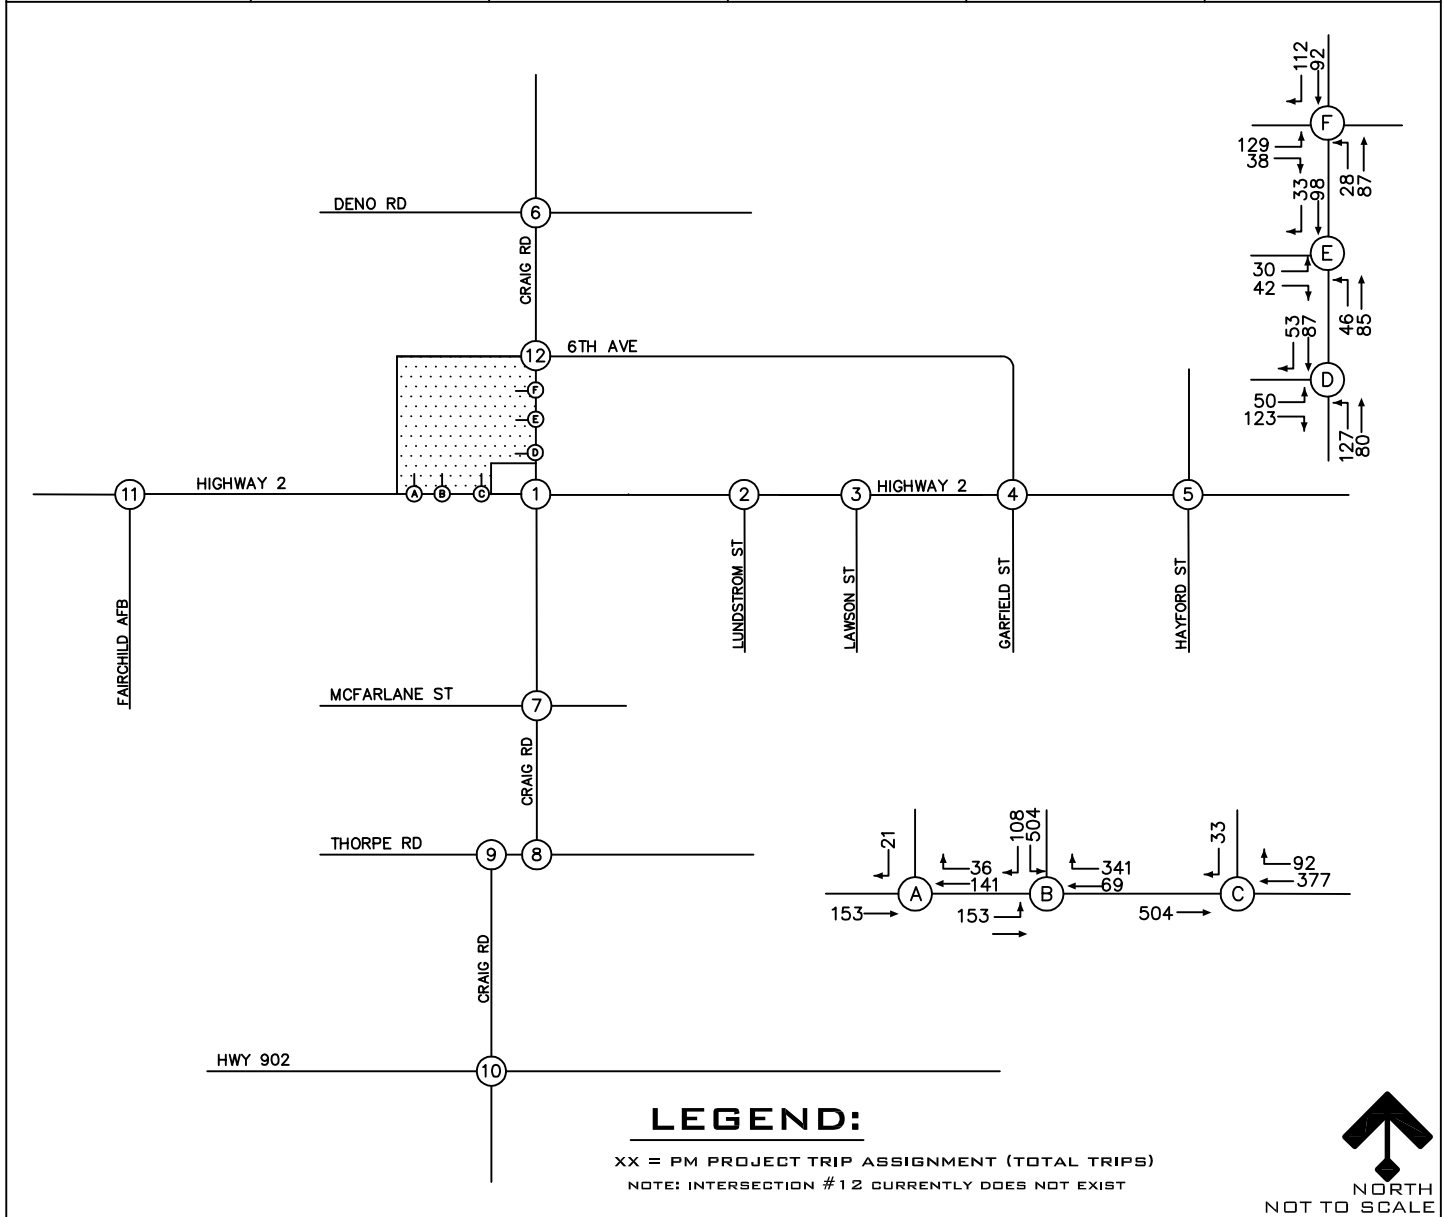 112
92
F
129
38
28
87
33
98
E
30
42
46
85
53
87
D
50
123
127
80
DENO RD
6
CRAIG RD
12
6TH AVE
F
E
D
11
HIGHWAY 2
A
B
C
1
2
3
HIGHWAY 2
4
5
FAIRCHILD AFB
LUNDSTROM ST
LAWSON ST
GARFIELD ST
HAYFORD ST
MCFARLANE ST
7
CRAIG RD
THORPE RD
9
8
CRAIG RD
HWY 902
10
21
36
141
153
A
108
504
341
69
153
B
33
92
377
504
C
LEGEND:
XX = PM PROJECT TRIP ASSIGNMENT (TOTAL TRIPS)
NOTE: INTERSECTION #12 CURRENTLY DOES NOT EXIST
NORTH
NOT TO SCALE